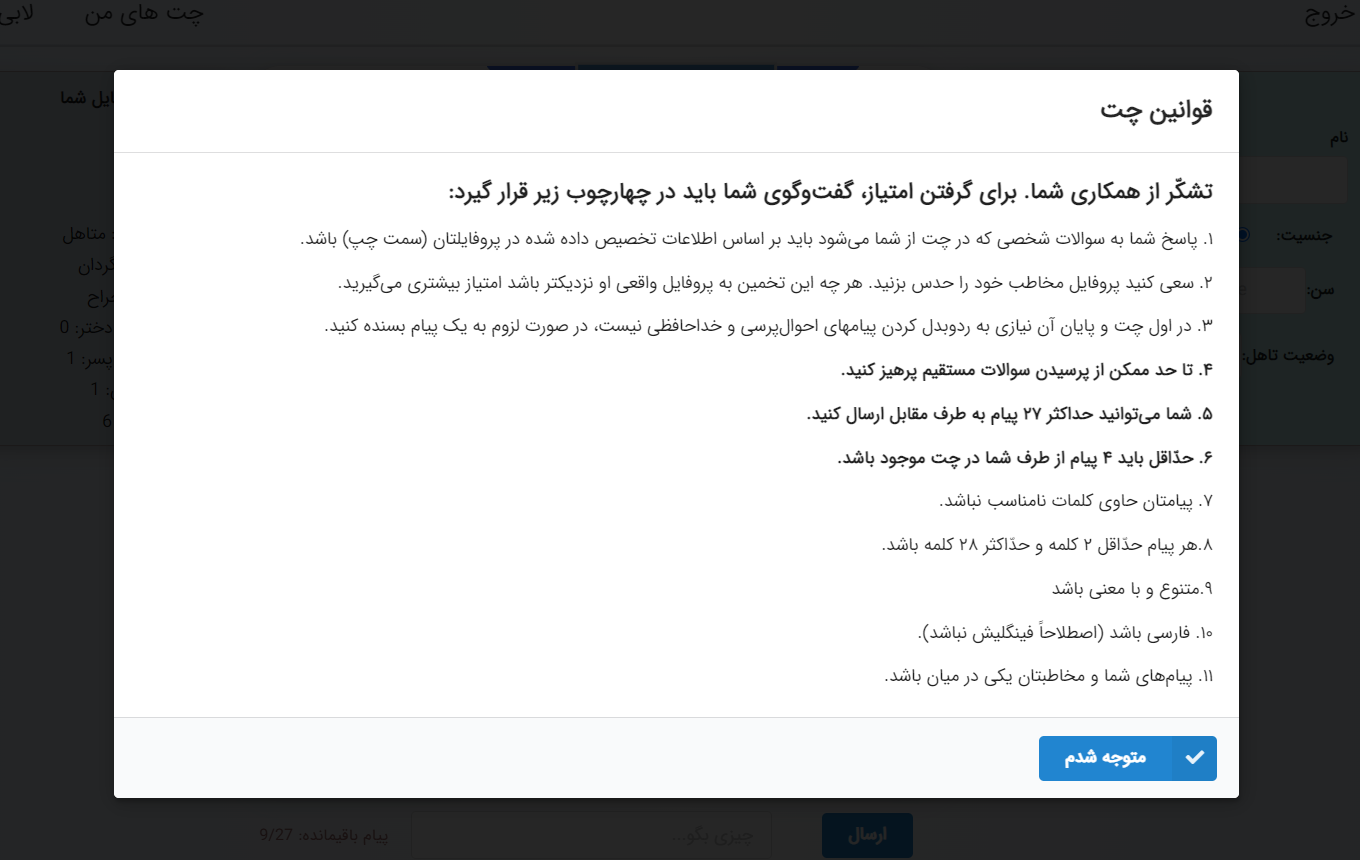 خروج
چت های من
لابی
قوانین چت
تشکّر از همکاری شما. برای گرفتن امتیاز، گفت‌وگوی شما باید در چهارچوب زیر قرار گیرد:
۱. پاسخ شما به سوالات شخصی که در چت از شما می‌شود باید بر اساس اطلاعات تخصیص داده شده در پروفایلتان (سمت چپ) باشد.
۲. سعی کنید پروفایل مخاطب خود را حدس بزنید. هر چه این تخمین به پروفایل واقعی او نزدیکتر باشد امتیاز بیشتری می‌گیرید.
۳. در اول چت و پایان آن نیازی به ردوبدل کردن پیامهای احوال‌پرسی و خداحافظی نیست، در صورت لزوم به یک پیام بسنده کنید.
۴. تا حد ممکن از پرسیدن سوالات مستقیم پرهیز کنید.
۵. شما می‌توانید حداکثر ۲۷ پیام به طرف مقابل ارسال کنید.
۶. حدّاقل باید ۴ پیام از طرف شما در چت موجود باشد.
۷. پیامتان حاوی کلمات نامناسب نباشد.
۸.هر پیام حدّاقل ۲ کلمه و حدّاکثر ۲۸ کلمه باشد.
۹.متنوع و با معنی باشد
۱۰. فارسی باشد (اصطلاحاً فینگلیش نباشد).
۱۱. پیام‌های شما و مخاطبتان یکی در میان باشد.
متوجه شدم
نام
جنسیت:
سن:
وضعیت تاهل:
شما
متاهل
دختر: 0
پسر: 1
1
6
ارسال
چیزی بگو...
پیام باقیمانده: 9/27